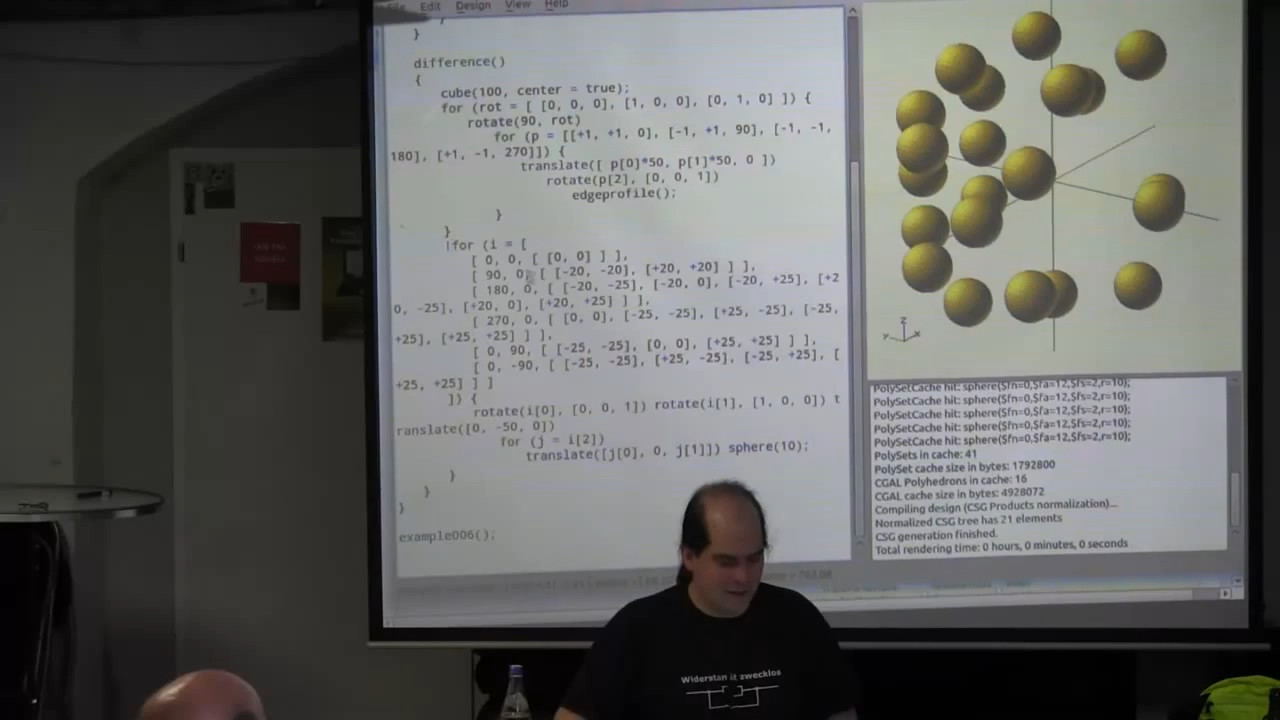 Edit Design View Help
}
}
difference()
{
cube(100, center = true);
for (rot = [ [0, 0, 0], [1, 0, 0], [0, 1, 0] ]) {
rotate(90, rot)
for (p = [[+1, +1, 0], [-1, +1, 90], [-1, -1,
180], [+1, -1, 270]]) {
translate([ p[0]*50, p[1]*50, 0 ])
rotate(p[2], [0, 0, 1])
edgeprofile();
}
}
for (i = [
[ 0, 0, [ [0, 0] ] ],
[ 90, 0, [ [-20, -20], [+20, +20] ] ],
[ 180, 0, [ [-20, -25], [-20, 0], [-20, +25], [+2
0, -25], [+20, 0], [+20, +25] ] ],
[ 270, 0, [ [0, 0], [-25, -25], [+25, -25], [-25,
+25], [+25, +25] ] ],
[ 0, 90, [ [-25, -25], [0, 0], [+25, +25] ] ],
[ 0, -90, [ [-25, -25], [+25, -25], [-25, +25], [
+25, +25] ] ]
]) {
rotate(i[0], [0, 0, 1]) rotate(i[1], [1, 0, 0]) t
ranslate([0, -50, 0])
for (j = i[2])
translate([j[0], 0, j[1]]) sphere(10);
}
}
}
example006();
Z
Y X
PolySetCache hit: sphere($fn=0,$fa=12,$fs=2,r=10);
PolySetCache hit: sphere($fn=0,$fa=12,$fs=2,r=10);
PolySetCache hit: sphere($fn=0,$fa=12,$fs=2,r=10);
PolySetCache hit: sphere($fn=0,$fa=12,$fs=2,r=10);
PolySetCache hit: sphere($fn=0,$fa=12,$fs=2,r=10);
PolySets in cache: 41
PolySet cache size in bytes: 1792800
CGAL Polyhedrons in cache: 16
CGAL cache size in bytes: 4928072
Compiling design (CSG Products normalization)...
Normalized CSG tree has 21 elements
CSG generation finished.
Total rendering time: 0 hours, 0 minutes, 0 seconds
Widerstan it zwecklos